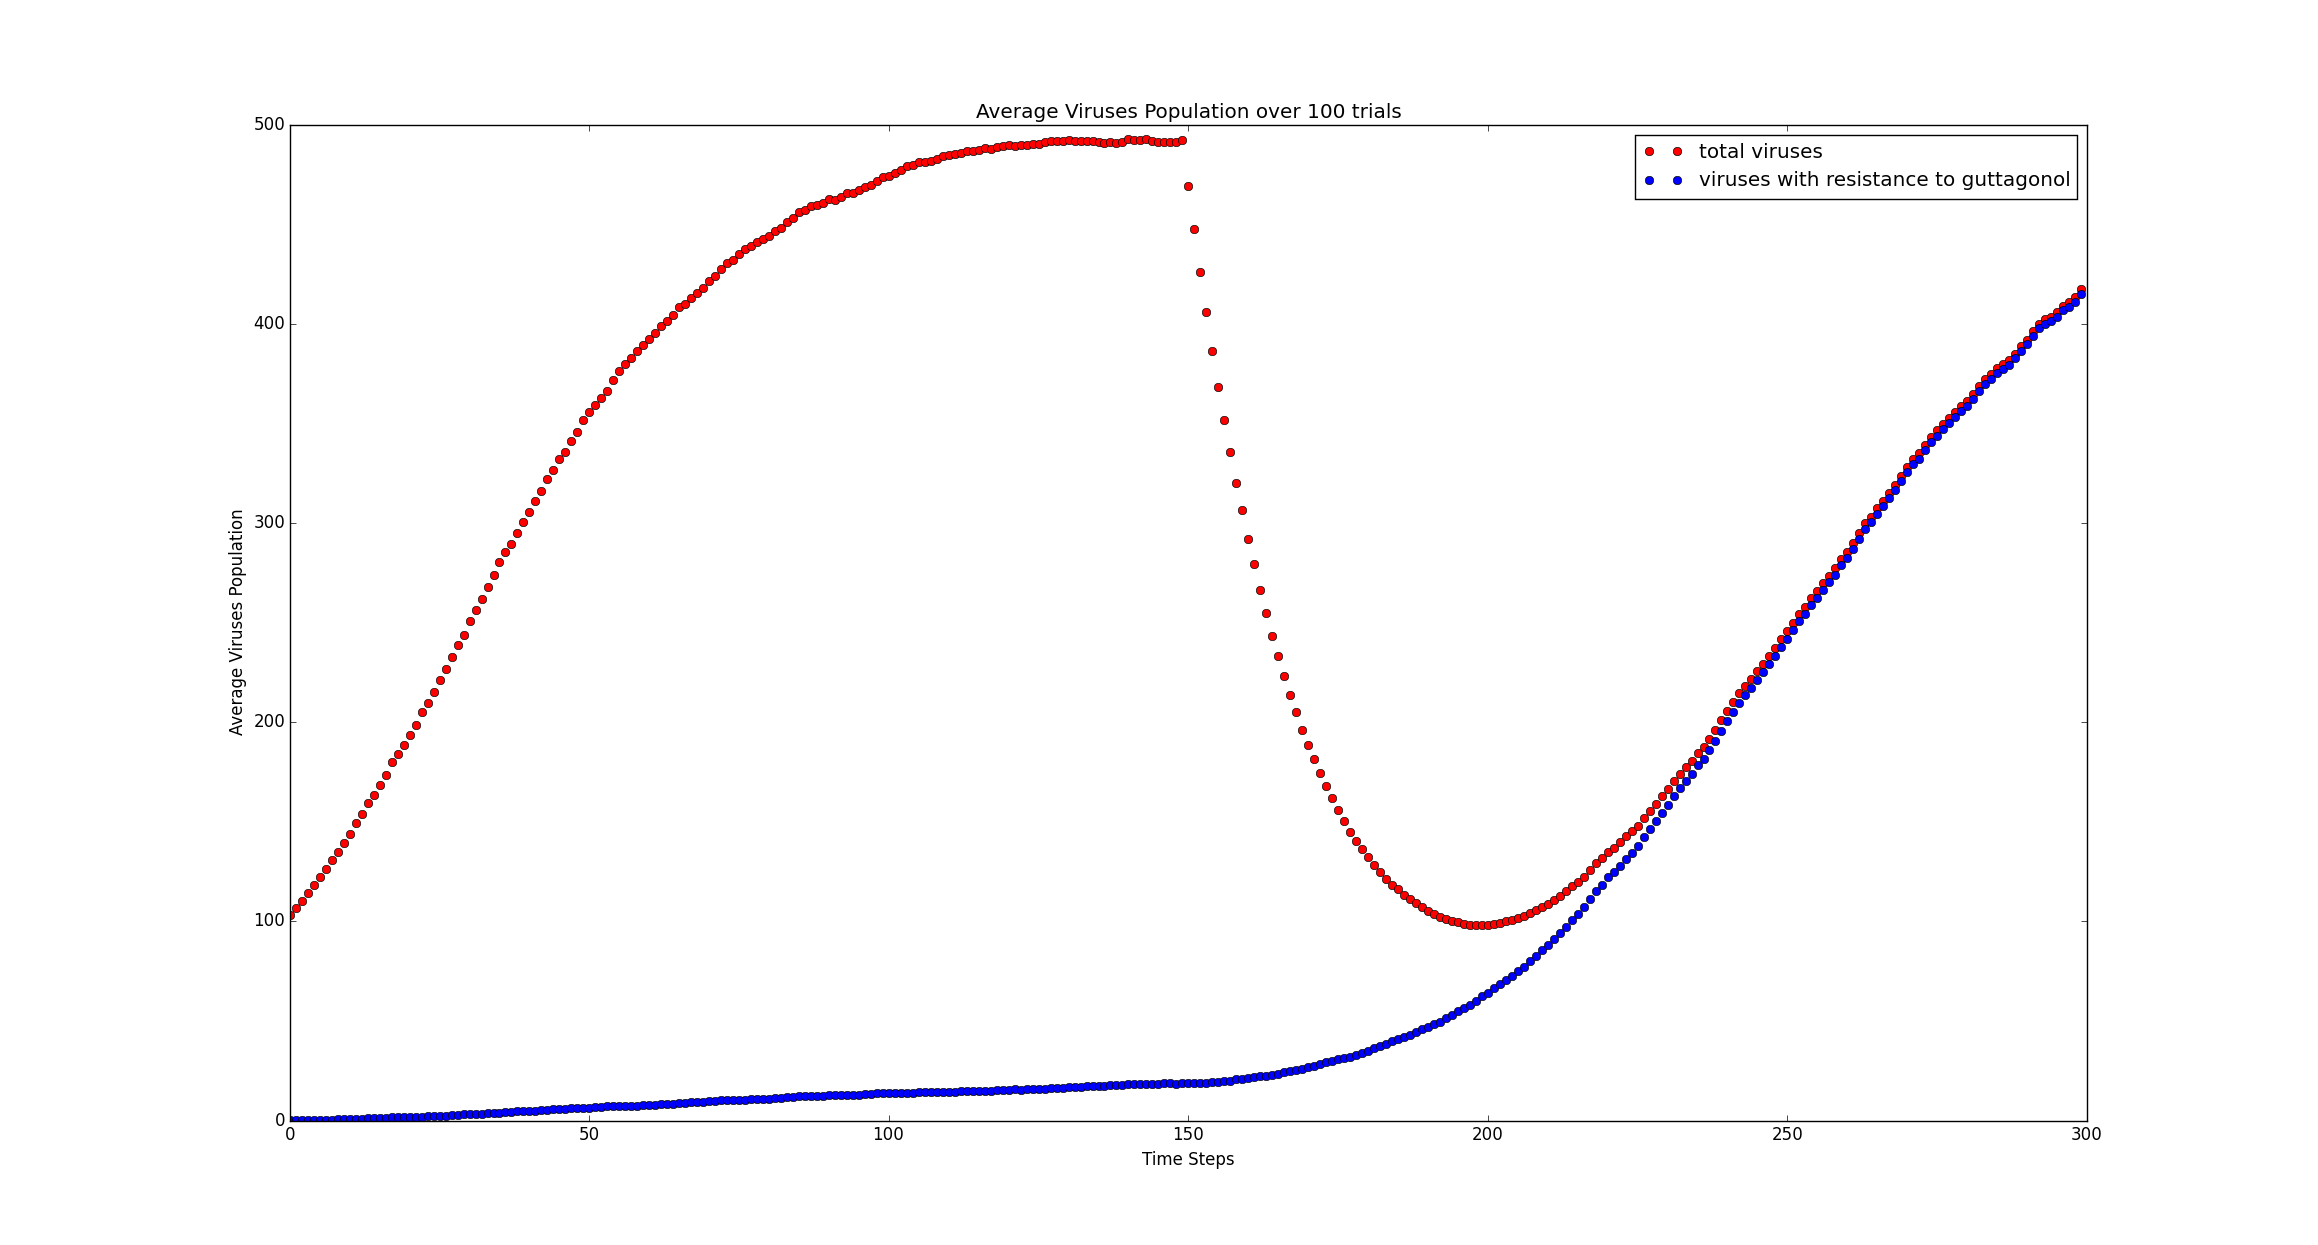 Average Viruses Population over 100 trials
total viruses
viruses with resistance to guttagonol
Average Viruses Population
500
400
300
200
100
0
0 50 100 150 200 250 300
Time Steps